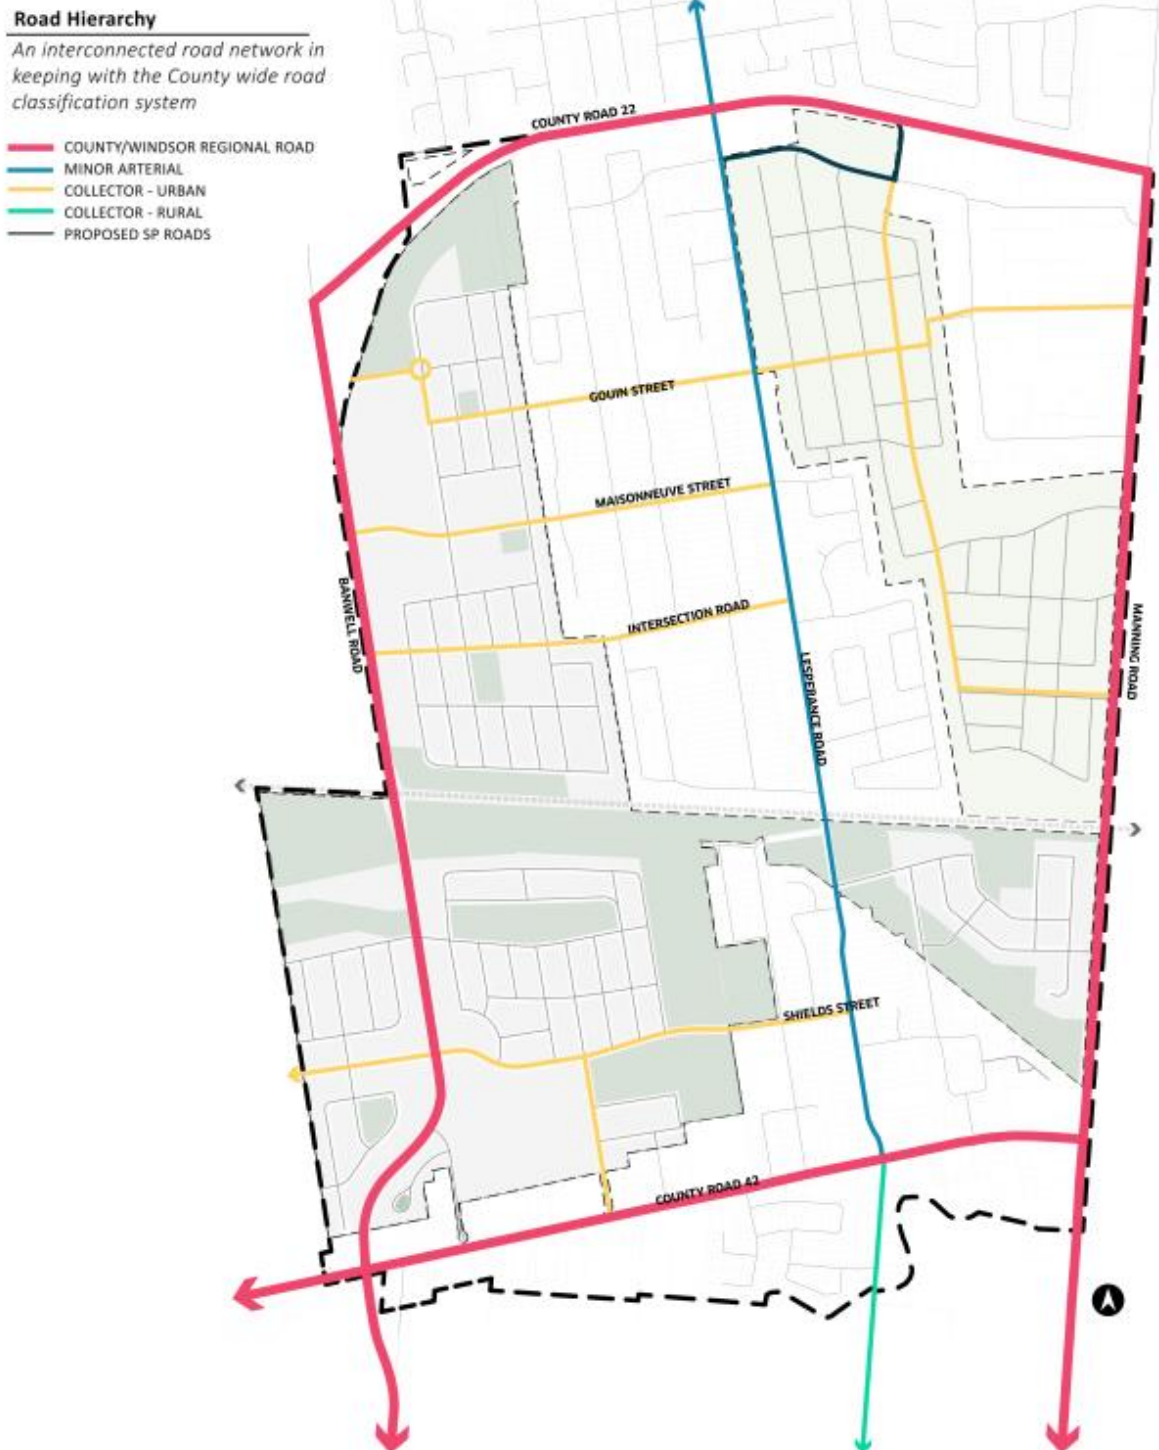 Road Hierarchy
An interconnected road network in
keeping with the County wide road
classification system
COUNTY/WINDSOR REGIONAL ROAD
MINOR ARTERIAL
COLLECTOR - URBAN
COLLECTOR - RURAL
PROPOSED SP ROADS
COUNTY ROAD 22
GOUIN STREET
MAISONNEUVE STREET
BANWELL ROAD
INTERSECTION ROAD
MANNING ROAD
LESPERANCE ROAD
SHIELDS STREET
COUNTY ROAD 42